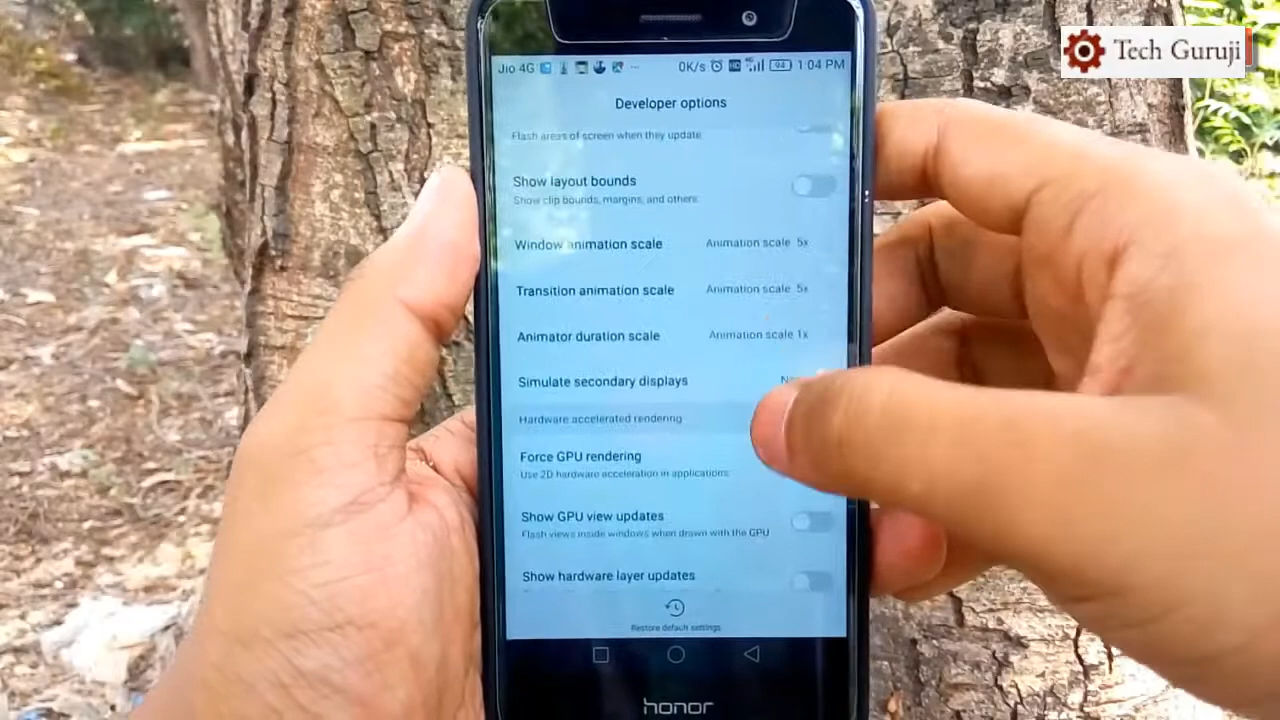 Tech Guruji
Jio 4G 0K/s 94 1:04 PM
Developer options
Flash areas of screen when they update
Show layout bounds
Show clip bounds, margins, and others
Window animation scale Animation scale 5x
Transition animation scale Animation scale 5x
Animator duration scale Animation scale 1x
Simulate secondary displays
Hardware accelerated rendering
Force GPU rendering
Use 2D hardware acceleration in applications
Show GPU view updates
Flash views inside windows when drawn with the GPU
Show hardware layer updates
Restore default settings
honor